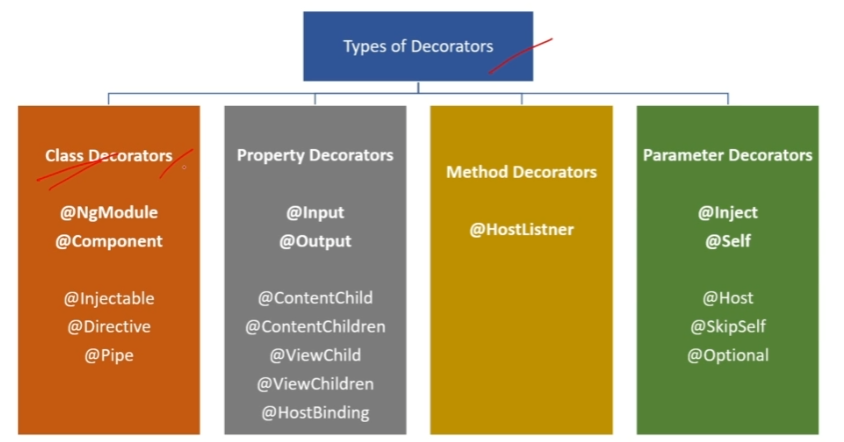 Types of Decorators
Class Decorators
@NgModule
@Component
@Injectable
@Directive
@Pipe
Property Decorators
@Input
@Output
@ContentChild
@ContentChildren
@ViewChild
@ViewChildren
@HostBinding
Method Decorators
@HostListner
Parameter Decorators
@Inject
@Self
@Host
@SkipSelf
@Optional